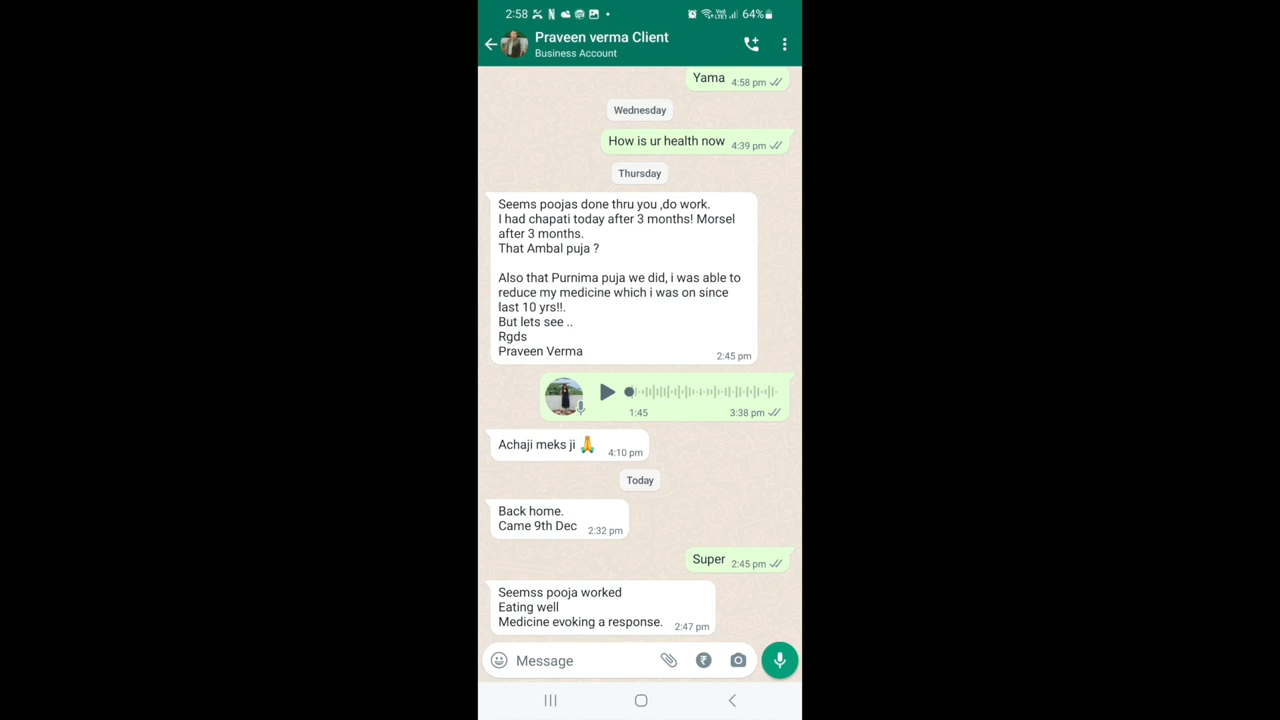 2:58
64%
Praveen verma Client
Business Account
Yama 4:58 pm
Wednesday
How is ur health now 4:39 pm
Thursday
Seems poojas done thru you ,do work.
I had chapati today after 3 months! Morsel
after 3 months.
That Ambal puja ?
Also that Purnima puja we did, i was able to
reduce my medicine which i was on since
last 10 yrs!!.
But lets see ..
Rgds
Praveen Verma 2:45 pm
1:45 3:38 pm
Achaji meks ji 🙏 4:10 pm
Today
Back home.
Came 9th Dec 2:32 pm
Super 2:45 pm
Seemss pooja worked
Eating well
Medicine evoking a response. 2:47 pm
Message